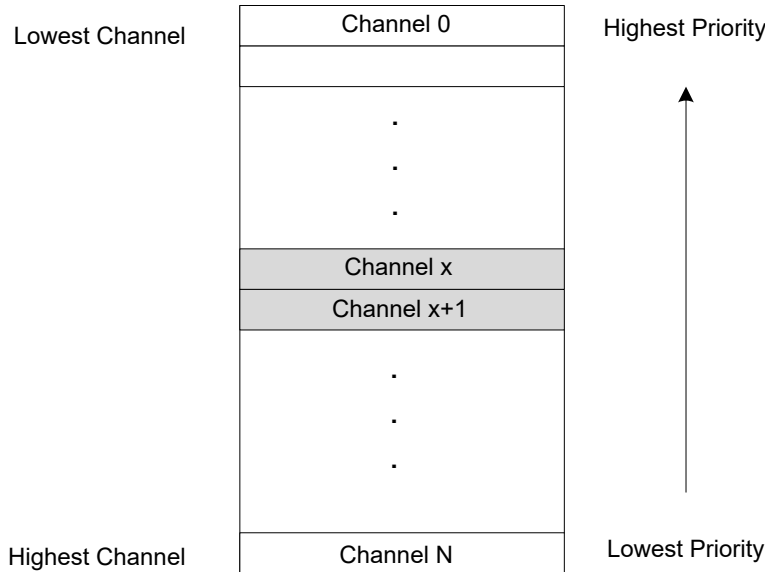 Lowest Channel
Channel 0
Highest Priority
.
.
.
Channel x
Channel x+1
.
.
.
Highest Channel
Channel N
Lowest Priority